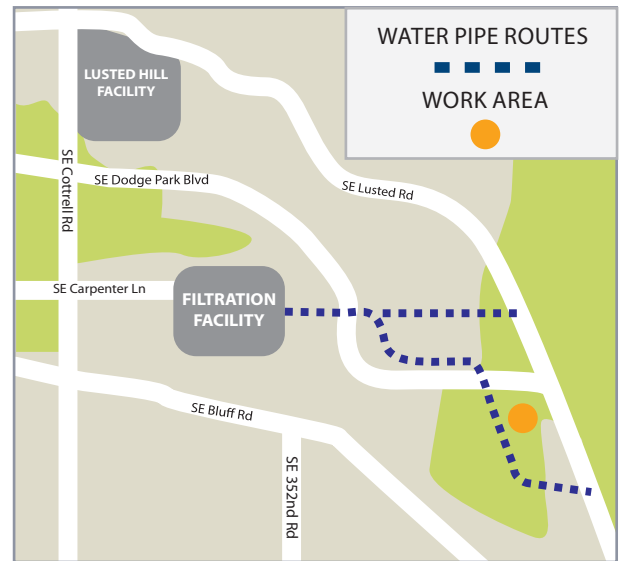 WATER PIPE ROUTES
WORK AREA
LUSTED HILL
FACILITY
SE Cottrell Rd
SE Dodge Park Blvd
SE Lusted Rd
SE Carpenter Ln
FILTRATION
FACILITY
SE Bluff Rd
SE 352nd Rd